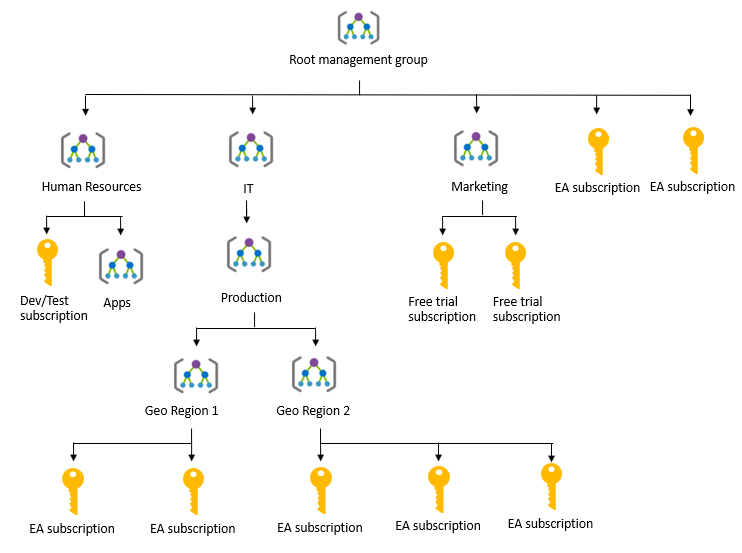 Root management group
Human Resources
IT
Marketing
EA subscription
EA subscription
Dev/Test
subscription
Apps
Production
Free trial
subscription
Free trial
subscription
Geo Region 1
Geo Region 2
EA subscription
EA subscription
EA subscription
EA subscription
EA subscription